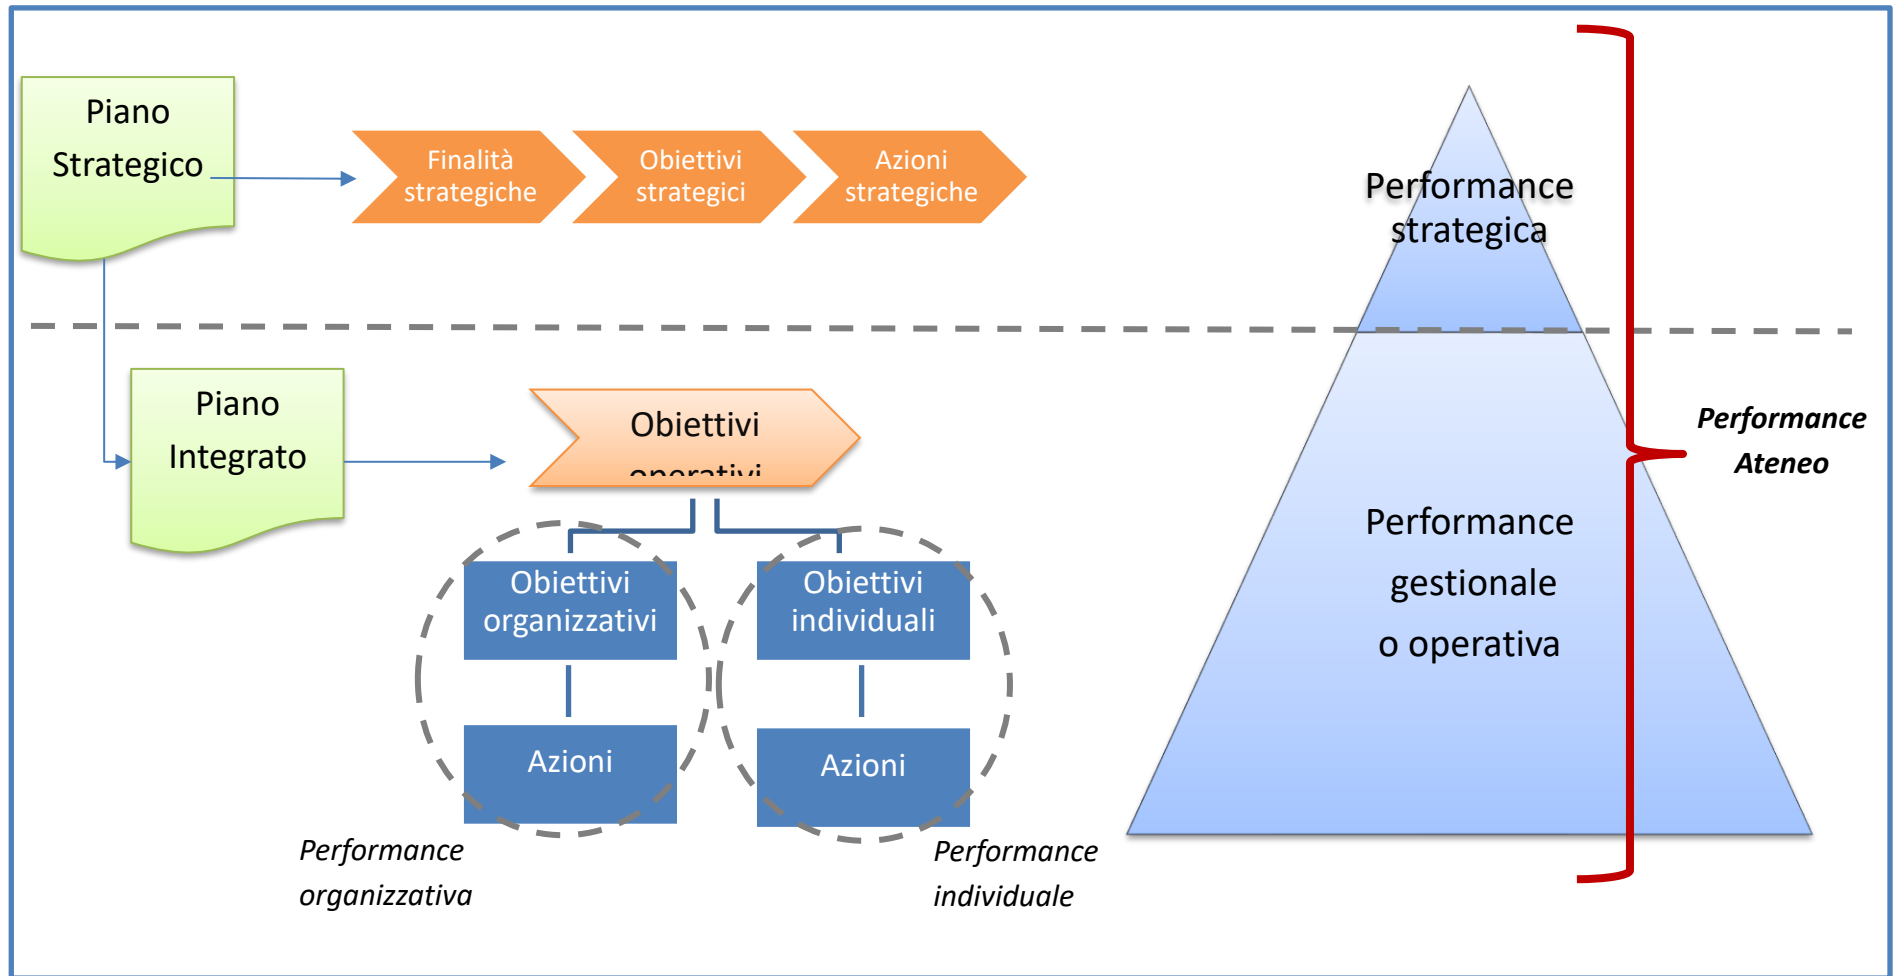 Piano
Strategico
Finalità
strategiche
Obiettivi
strategici
Azioni
strategiche
Performance
strategica
Piano
Integrato
Obiettivi
operativi
Performance
Ateneo
Obiettivi
organizzativi
Obiettivi
individuali
Performance
gestionale
o operativa
Azioni
Azioni
Performance
organizzativa
Performance
individuale